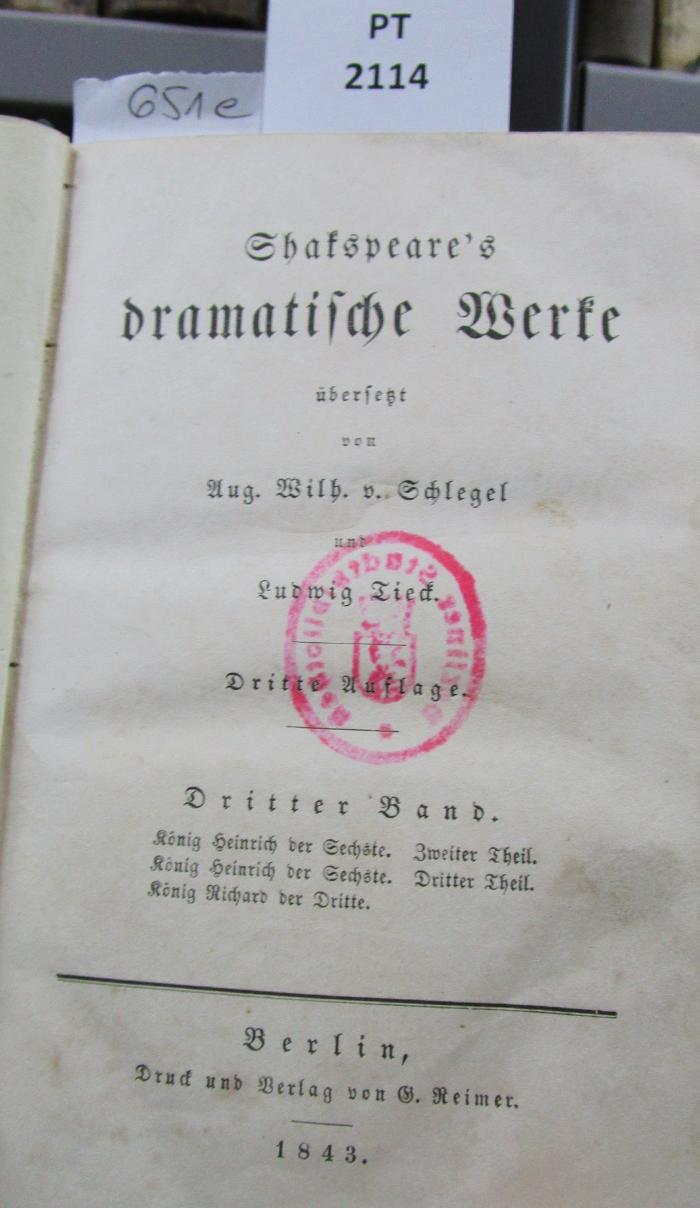 PT
2114
651e
Shakspeare's
dramatische Werke
übersetzt
von
Aug. Wilh. v. Schlegel
und
Ludwig Tieck.
Dritte Auflage.
Dritter Band.
König Heinrich der Sechste. Zweiter Theil.
König Heinrich der Sechste. Dritter Theil.
König Richard der Dritte.
Berlin,
Druck und Verlag von G. Reimer.
1843.